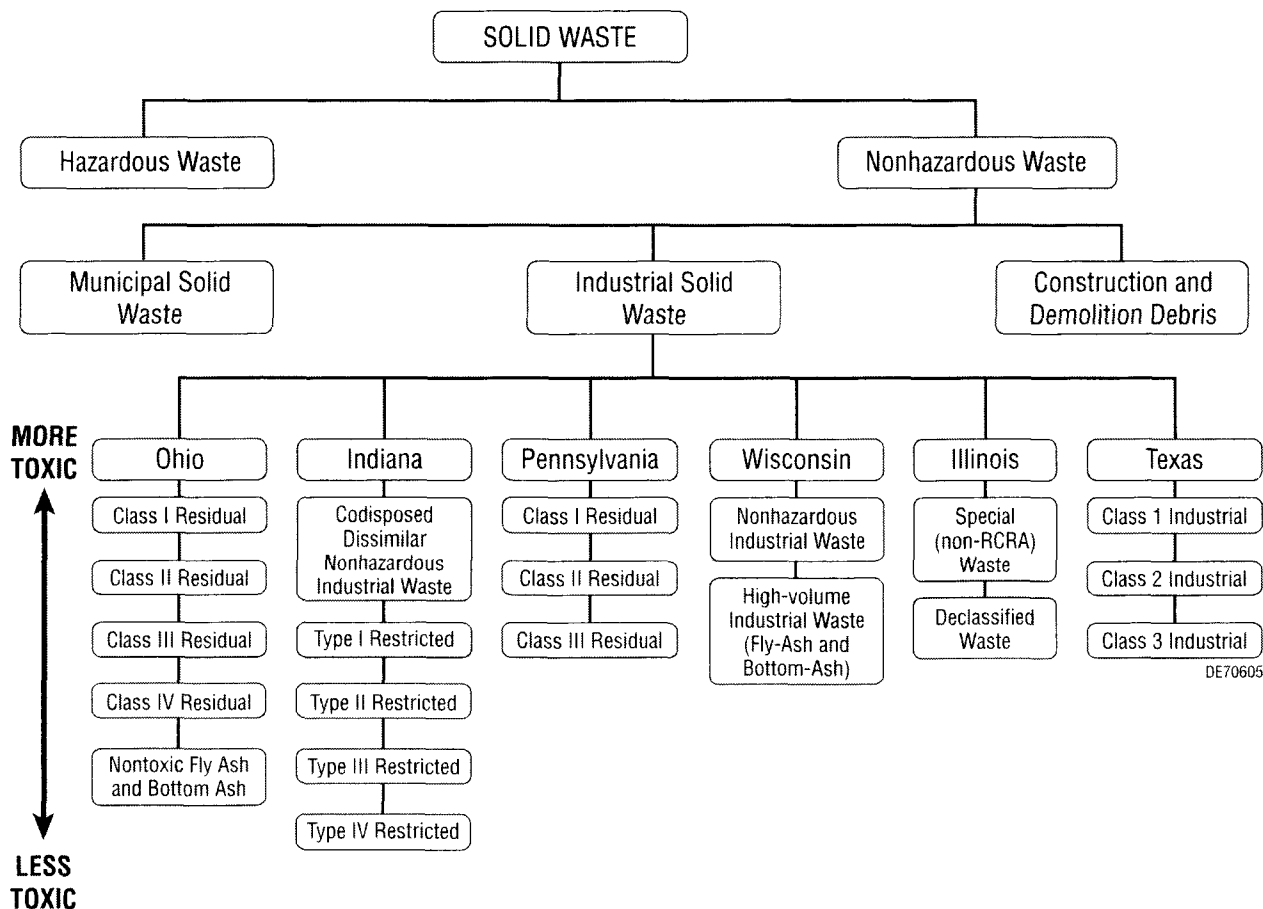 SOLID WASTE
Hazardous Waste
Nonhazardous Waste
Municipal Solid
Waste
Industrial Solid
Waste
Construction and
Demolition Debris
MORE
TOXIC
LESS
TOXIC
Ohio
Class I Residual
Class II Residual
Class III Residual
Class IV Residual
Nontoxic Fly Ash
and Bottom Ash
Indiana
Codisposed
Dissimilar
Nonhazardous
Industrial Waste
Type I Restricted
Type II Restricted
Type III Restricted
Type IV Restricted
Pennsylvania
Class I Residual
Class II Residual
Class III Residual
Wisconsin
Nonhazardous
Industrial Waste
High-volume
Industrial Waste
(Fly-Ash and
Bottom-Ash)
Illinois
Special
(non-RCRA)
Waste
Declassified
Waste
Texas
Class 1 Industrial
Class 2 Industrial
Class 3 Industrial
DE70605